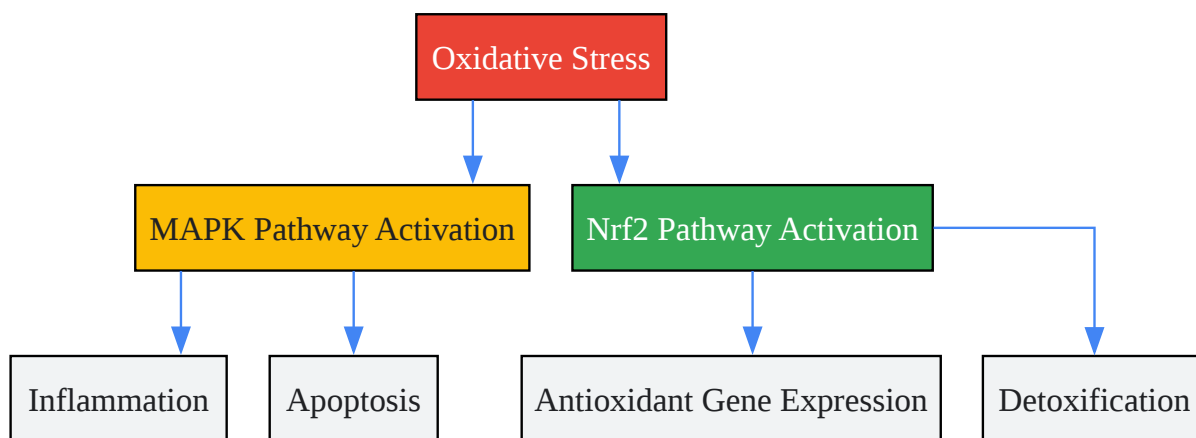 Oxidative Stress
MAPK Pathway Activation
Nrf2 Pathway Activation
Inflammation
Apoptosis
Antioxidant Gene Expression
Detoxification